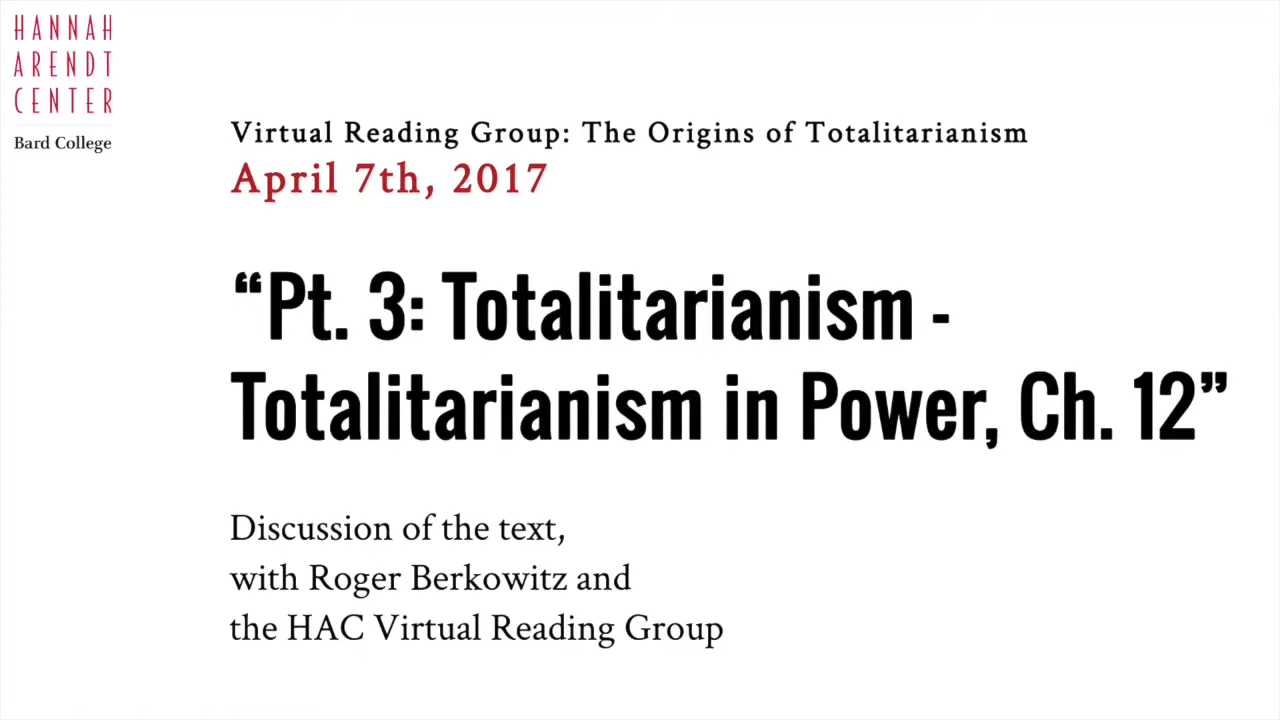 HANNAH
ARENDT
CENTER
Bard College
Virtual Reading Group: The Origins of Totalitarianism
April 7th, 2017
“Pt. 3: Totalitarianism -
Totalitarianism in Power, Ch. 12”
Discussion of the text,
with Roger Berkowitz and
the HAC Virtual Reading Group